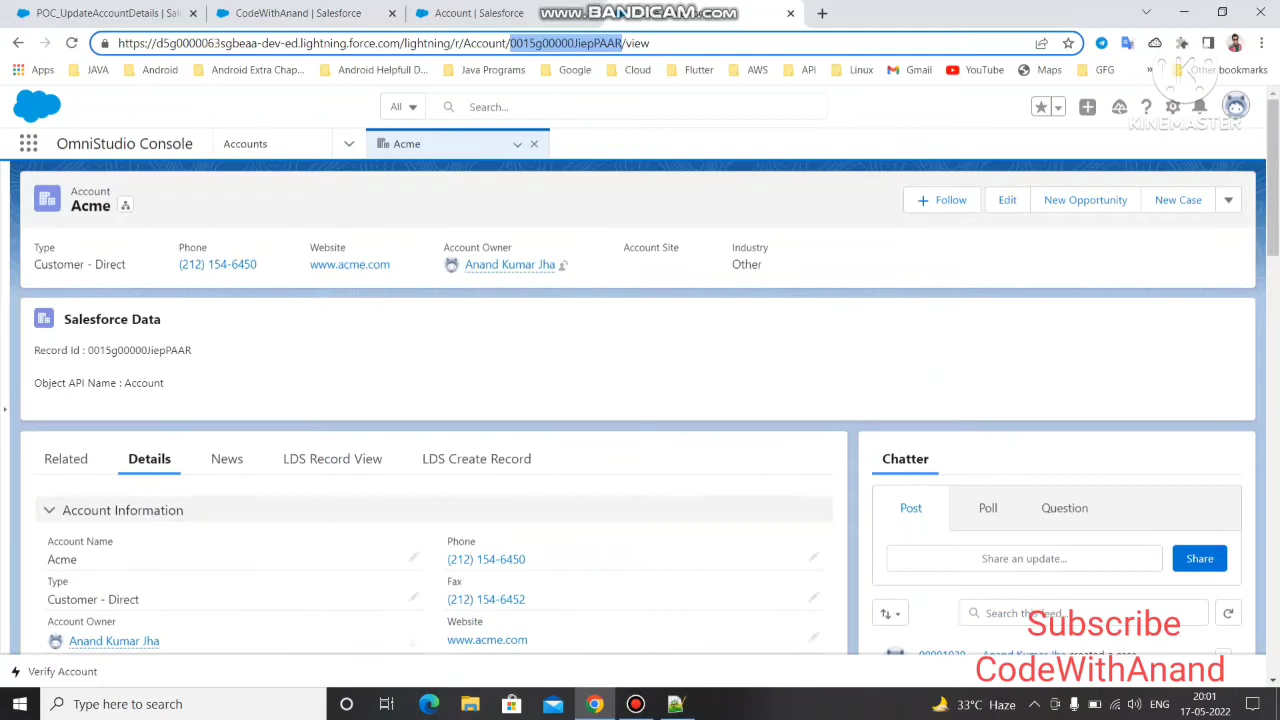 POC_UpdateAccountDetails | Sal
CodeWithAnand | Salesforce
Account | Salesforce
www.BANDICAM.com
https://d5g0000063sgbeaa-dev-ed.lightning.force.com/lightning/r/Account/0015g00000JiepPAAR/view
Apps
JAVA
Android
Android Extra Chap...
Android Helpfull D...
Java Programs
Google
Cloud
Flutter
AWS
API
Linux
Gmail
YouTube
Maps
GFG
»
Other bookmarks
All
Search...
KINEMASTER
OmniStudio Console
Accounts
Acme
Account
Acme
Follow
Edit
New Opportunity
New Case
Type
Phone
Website
Account Owner
Account Site
Industry
Customer - Direct
(212) 154-6450
www.acme.com
Anand Kumar Jha
Other
Salesforce Data
Record Id : 0015g00000JiepPAAR
Object API Name : Account
Related
Details
News
LDS Record View
LDS Create Record
Chatter
Account Information
Post
Poll
Question
Account Name
Acme
Phone
(212) 154-6450
Share an update...
Share
Type
Customer - Direct
Fax
(212) 154-6452
Search this feed...
Account Owner
Anand Kumar Jha
Website
www.acme.com
Subscribe
CodeWithAnand
00001030
Anand Kumar Jha created a case.
Verify Account
Type here to search
33°C Haze
ENG
20:01
17-05-2022